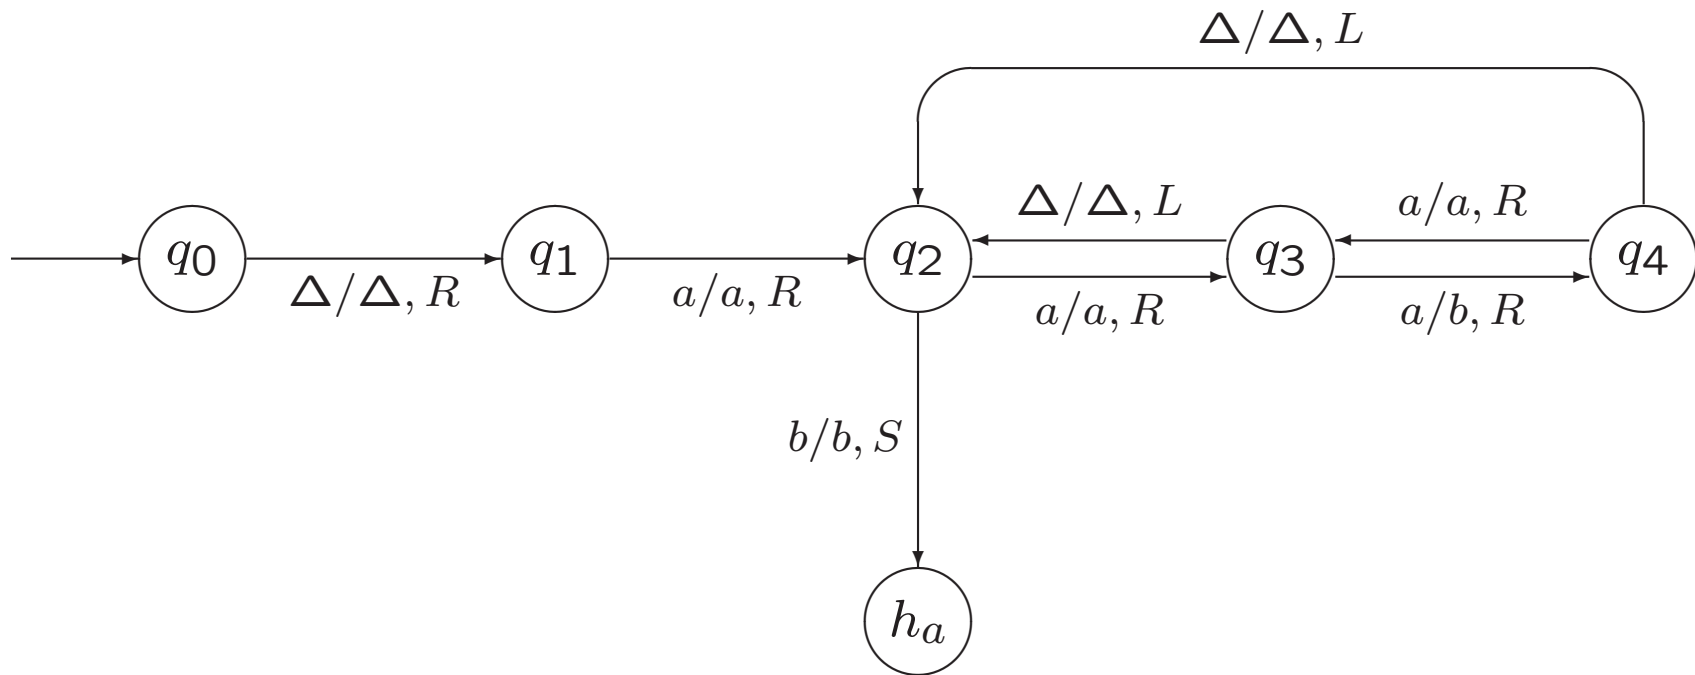 Δ/Δ, L
Δ/Δ, L
a/a, R
q0
q1
q2
q3
q4
Δ/Δ, R
a/a, R
a/a, R
a/b, R
b/b, S
ha